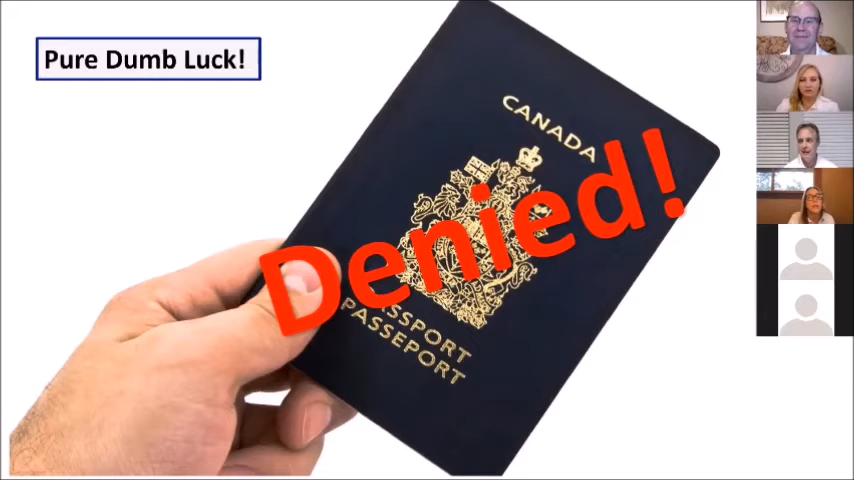 Pure Dumb Luck!
CANADA
Denied!
PASSPORT
PASSEPORT